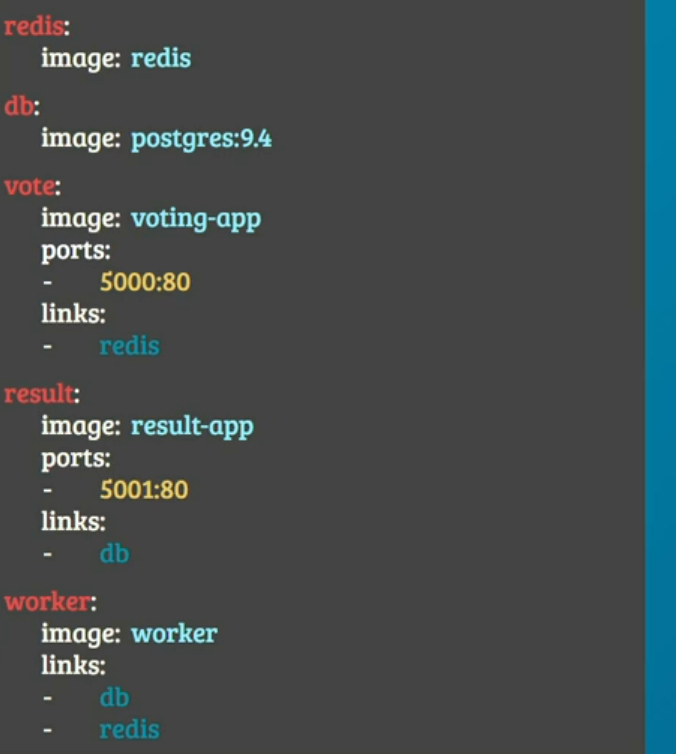 redis:
image: redis
db:
image: postgres:9.4
vote:
image: voting-app
ports:
- 5000:80
links:
- redis
result:
image: result-app
ports:
- 5001:80
links:
- db
worker:
image: worker
links:
- db
- redis